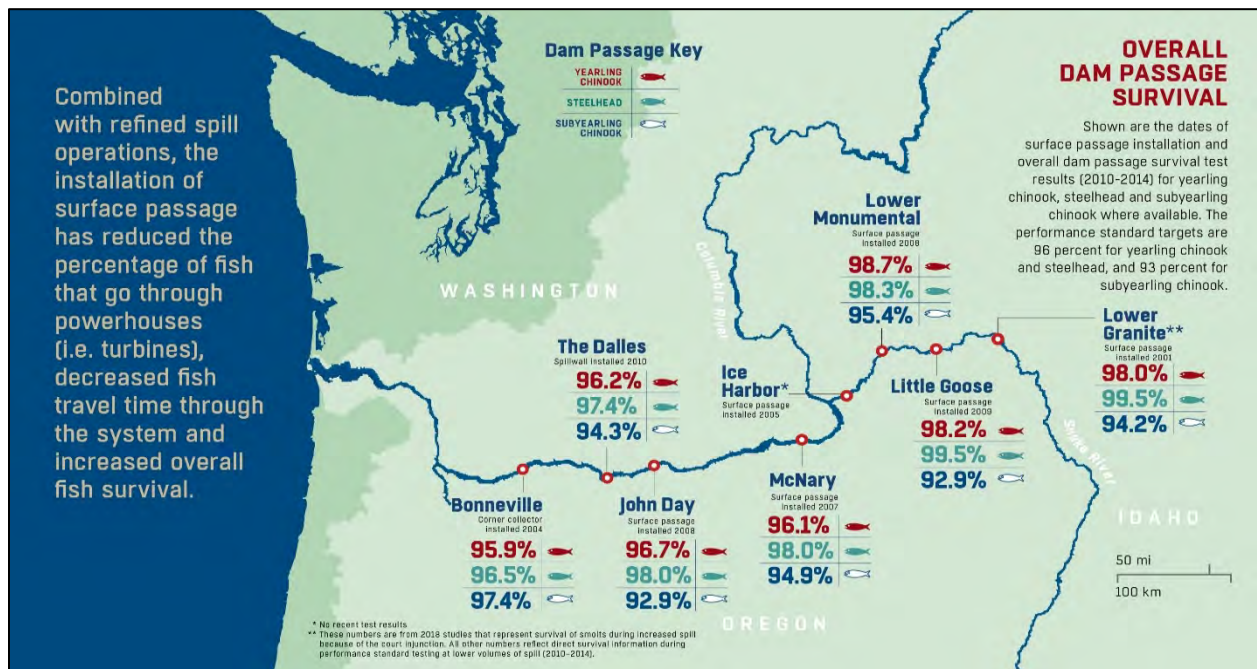 Combined
with refined spill
operations, the
installation of
surface passage
has reduced the
percentage of fish
that go through
powerhouses
(i.e. turbines),
decreased fish
travel time through
the system and
increased overall
fish survival.
Dam Passage Key
YEARLING
CHINOOK
STEELHEAD
SUBYEARLING
CHINOOK
OVERALL
DAM PASSAGE
SURVIVAL
Shown are the dates of
surface passage installation and
overall dam passage survival test
results (2010-2014) for yearling
chinook, steelhead and subyearling
chinook where available. The
performance standard targets are
96 percent for yearling chinook
and steelhead, and 93 percent for
subyearling chinook.
WASHINGTON
Columbia River
Lower
Monumental
Surface passage
installed 2008
98.7%
98.3%
95.4%
Lower
Granite**
Surface passage
installed 2001
98.0%
99.5%
94.2%
The Dalles
Spillwall installed 2010
96.2%
97.4%
94.3%
Ice
Harbor*
Surface passage
installed 2005
Little Goose
Surface passage
installed 2009
98.2%
99.5%
92.9%
Snake River
Bonneville
Corner collector
installed 2004
95.9%
96.5%
97.4%
John Day
Surface passage
installed 2008
96.7%
98.0%
92.9%
McNary
Surface passage
installed 2007
96.1%
98.0%
94.9%
IDAHO
50 mi
100 km
OREGON
* No recent test results
** These numbers are from 2018 studies that represent survival of smolts during increased spill
because of the court injunction. All other numbers reflect direct survival information during
performance standard testing at lower volumes of spill (2010-2014).